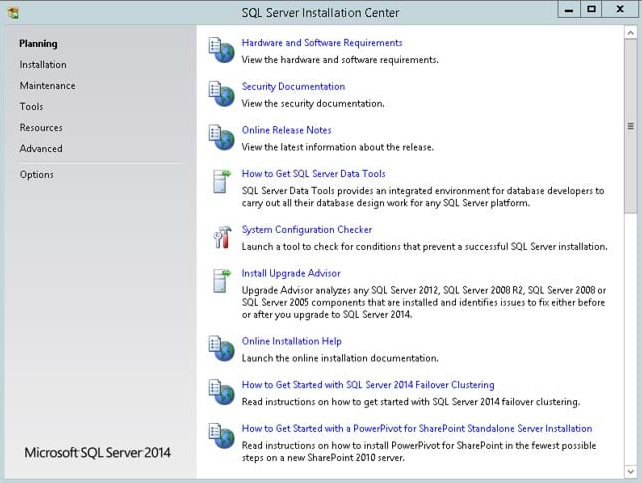 SQL Server Installation Center
Planning
Installation
Maintenance
Tools
Resources
Advanced
Options
Microsoft SQL Server 2014
Hardware and Software Requirements
View the hardware and software requirements.
Security Documentation
View the security documentation.
Online Release Notes
View the latest information about the release.
How to Get SQL Server Data Tools
SQL Server Data Tools provides an integrated environment for database developers to
carry out all their database design work for any SQL Server platform.
System Configuration Checker
Launch a tool to check for conditions that prevent a successful SQL Server installation.
Install Upgrade Advisor
Upgrade Advisor analyzes any SQL Server 2012, SQL Server 2008 R2, SQL Server 2008 or
SQL Server 2005 components that are installed and identifies issues to fix either before
or after you upgrade to SQL Server 2014.
Online Installation Help
Launch the online installation documentation.
How to Get Started with SQL Server 2014 Failover Clustering
Read instructions on how to get started with SQL Server 2014 failover clustering.
How to Get Started with a PowerPivot for SharePoint Standalone Server Installation
Read instructions on how to install PowerPivot for SharePoint in the fewest possible
steps on a new SharePoint 2010 server.